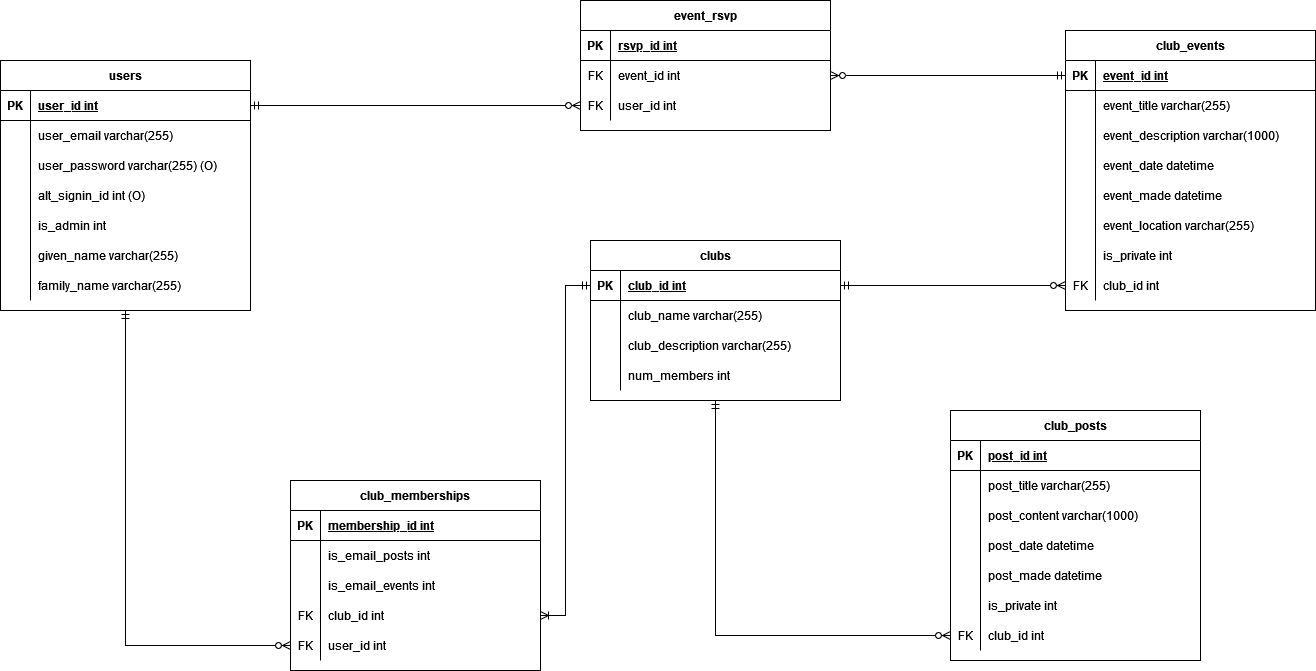 event_rsvp
PK rsvp_id int
FK event_id int
FK user_id int
club_events
PK event_id int
event_title varchar(255)
event_description varchar(1000)
event_date datetime
event_made datetime
event_location varchar(255)
is_private int
FK club_id int
users
PK user_id int
user_email varchar(255)
user_password varchar(255) (O)
alt_signin_id int (O)
is_admin int
given_name varchar(255)
family_name varchar(255)
clubs
PK club_id int
club_name varchar(255)
club_description varchar(255)
num_members int
club_posts
PK post_id int
post_title varchar(255)
post_content varchar(1000)
post_date datetime
post_made datetime
is_private int
FK club_id int
club_memberships
PK membership_id int
is_email_posts int
is_email_events int
FK club_id int
FK user_id int